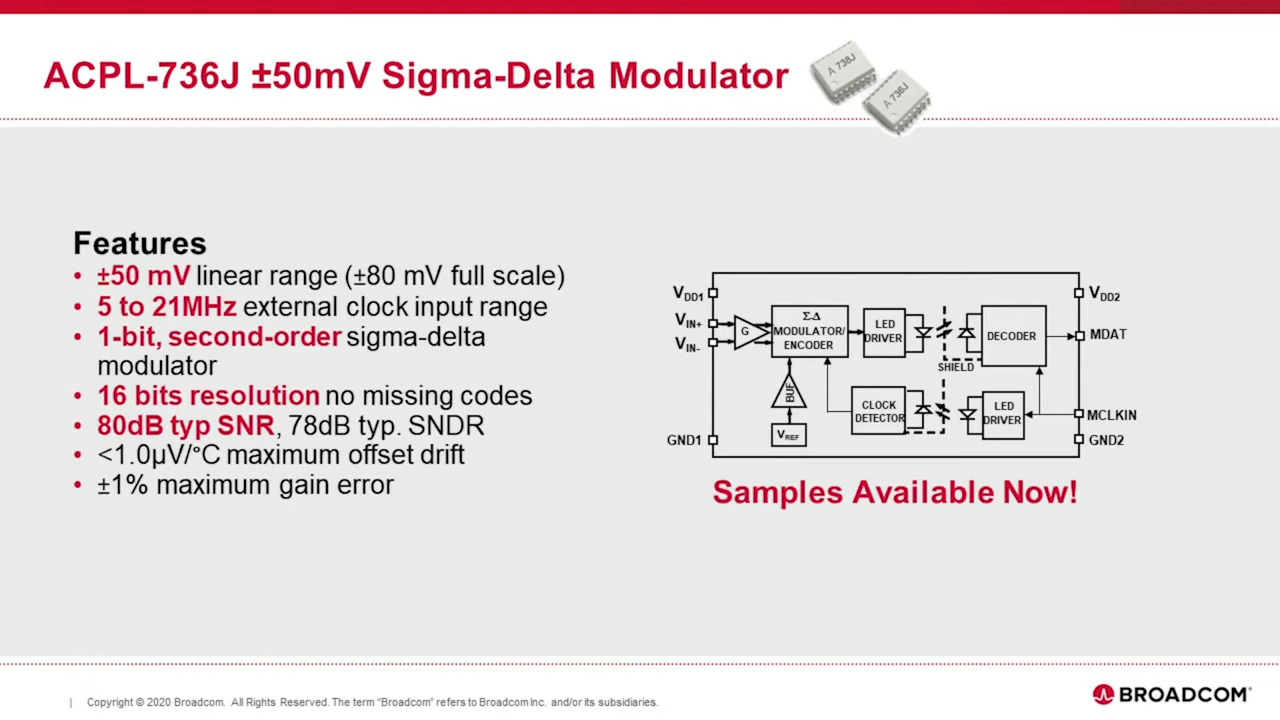 ACPL-736J ±50mV Sigma-Delta Modulator
A 738J
A 736J
Features
• ±50 mV linear range (±80 mV full scale)
• 5 to 21MHz external clock input range
• 1-bit, second-order sigma-delta
modulator
• 16 bits resolution no missing codes
• 80dB typ SNR, 78dB typ. SNDR
• <1.0µV/°C maximum offset drift
• ±1% maximum gain error
VDD1
VIN+
VIN-
GND1
G
Σ-Δ
MODULATOR/
ENCODER
BUF
VREF
LED
DRIVER
SHIELD
DECODER
CLOCK
DETECTOR
LED
DRIVER
VDD2
MDAT
MCLKIN
GND2
Samples Available Now!
| Copyright © 2020 Broadcom. All Rights Reserved. The term “Broadcom” refers to Broadcom Inc. and/or its subsidiaries.
BROADCOM®